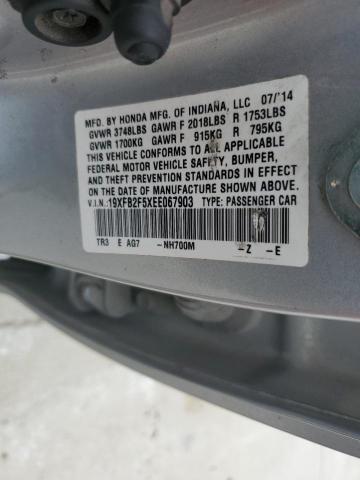 MFD. BY HONDA MFG. OF INDIANA, LLC 07/'14
GVWR 3748LBS GAWR F 2018LBS R 1753LBS
GVWR 1700KG GAWR F 915KG R 795KG
THIS VEHICLE CONFORMS TO ALL APPLICABLE
FEDERAL MOTOR VEHICLE SAFETY, BUMPER,
AND THEFT PREVENTION STANDARDS IN EFFECT
ON THE DATE OF MANUFACTURE SHOWN ABOVE.
V.I.N.:19XFB2F5XEE067903 TYPE: PASSENGER CAR
TR3 E AG7 -NH700M -Z -E